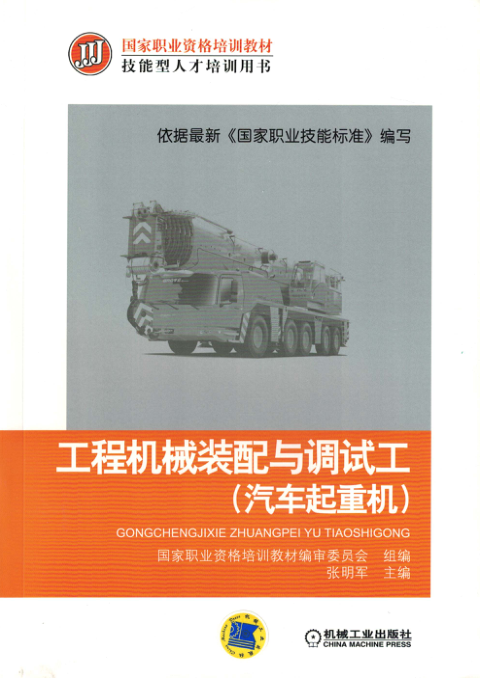 JJJ
国家职业资格培训教材
技能型人才培训用书
依据最新《国家职业技能标准》编写
工程机械装配与调试工
（汽车起重机）
GONGCHENGJIXIE ZHUANGPEI YU TIAOSHIGONG
国家职业资格培训教材编审委员会 组编
张明军 主编
机械工业出版社
CHINA MACHINE PRESS